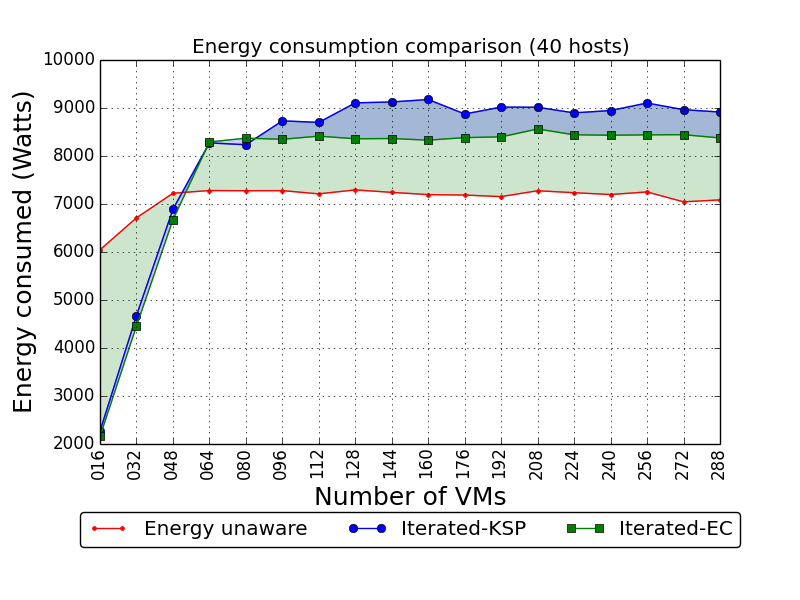 Energy consumption comparison (40 hosts)
10000
9000
8000
7000
6000
5000
4000
3000
2000
Energy consumed (Watts)
016 032 048 064 080 096 112 128 144 160 176 192 208 224 240 256 272 288
Number of VMs
Energy unaware Iterated-KSP Iterated-EC